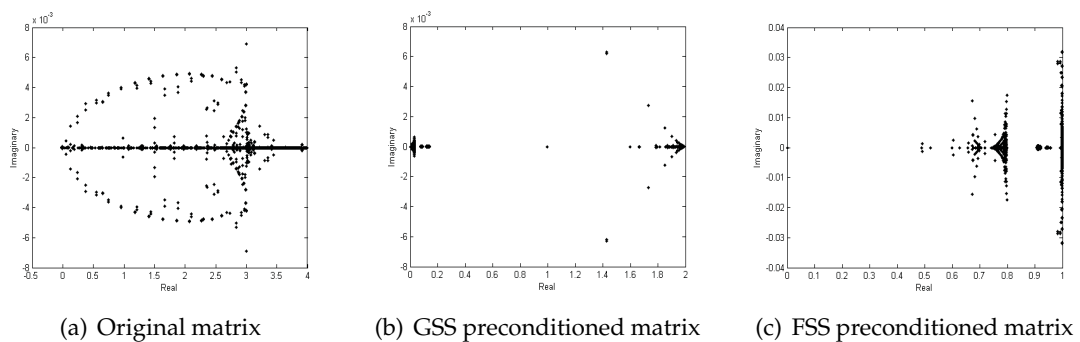 x 10⁻³
8
6
4
2
0
-2
-4
-6
-8
Imaginary
-0.5 0 0.5 1 1.5 2 2.5 3 3.5 4
Real
(a) Original matrix
x 10⁻³
8
6
4
2
0
-2
-4
-6
-8
Imaginary
0 0.2 0.4 0.6 0.8 1 1.2 1.4 1.6 1.8 2
Real
(b) GSS preconditioned matrix
0.04
0.03
0.02
0.01
0
-0.01
-0.02
-0.03
-0.04
Imaginary
0 0.1 0.2 0.3 0.4 0.5 0.6 0.7 0.8 0.9 1
Real
(c) FSS preconditioned matrix